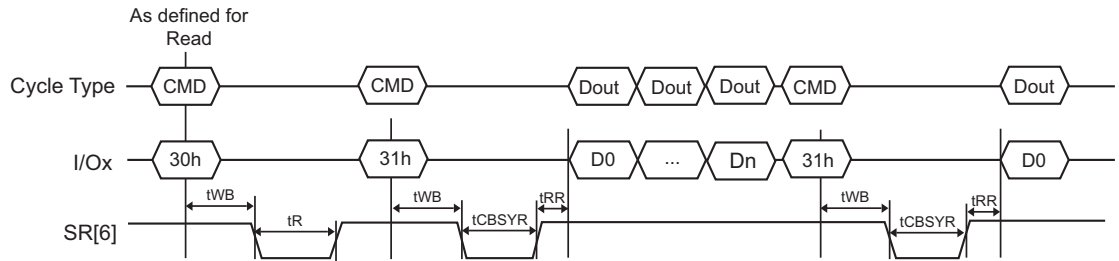 As defined for
Read
Cycle Type CMD CMD Dout Dout Dout CMD Dout
I/Ox 30h 31h D0 ... Dn 31h D0
tWB tR tWB tCBSYR tRR tWB tCBSYR tRR
SR[6]